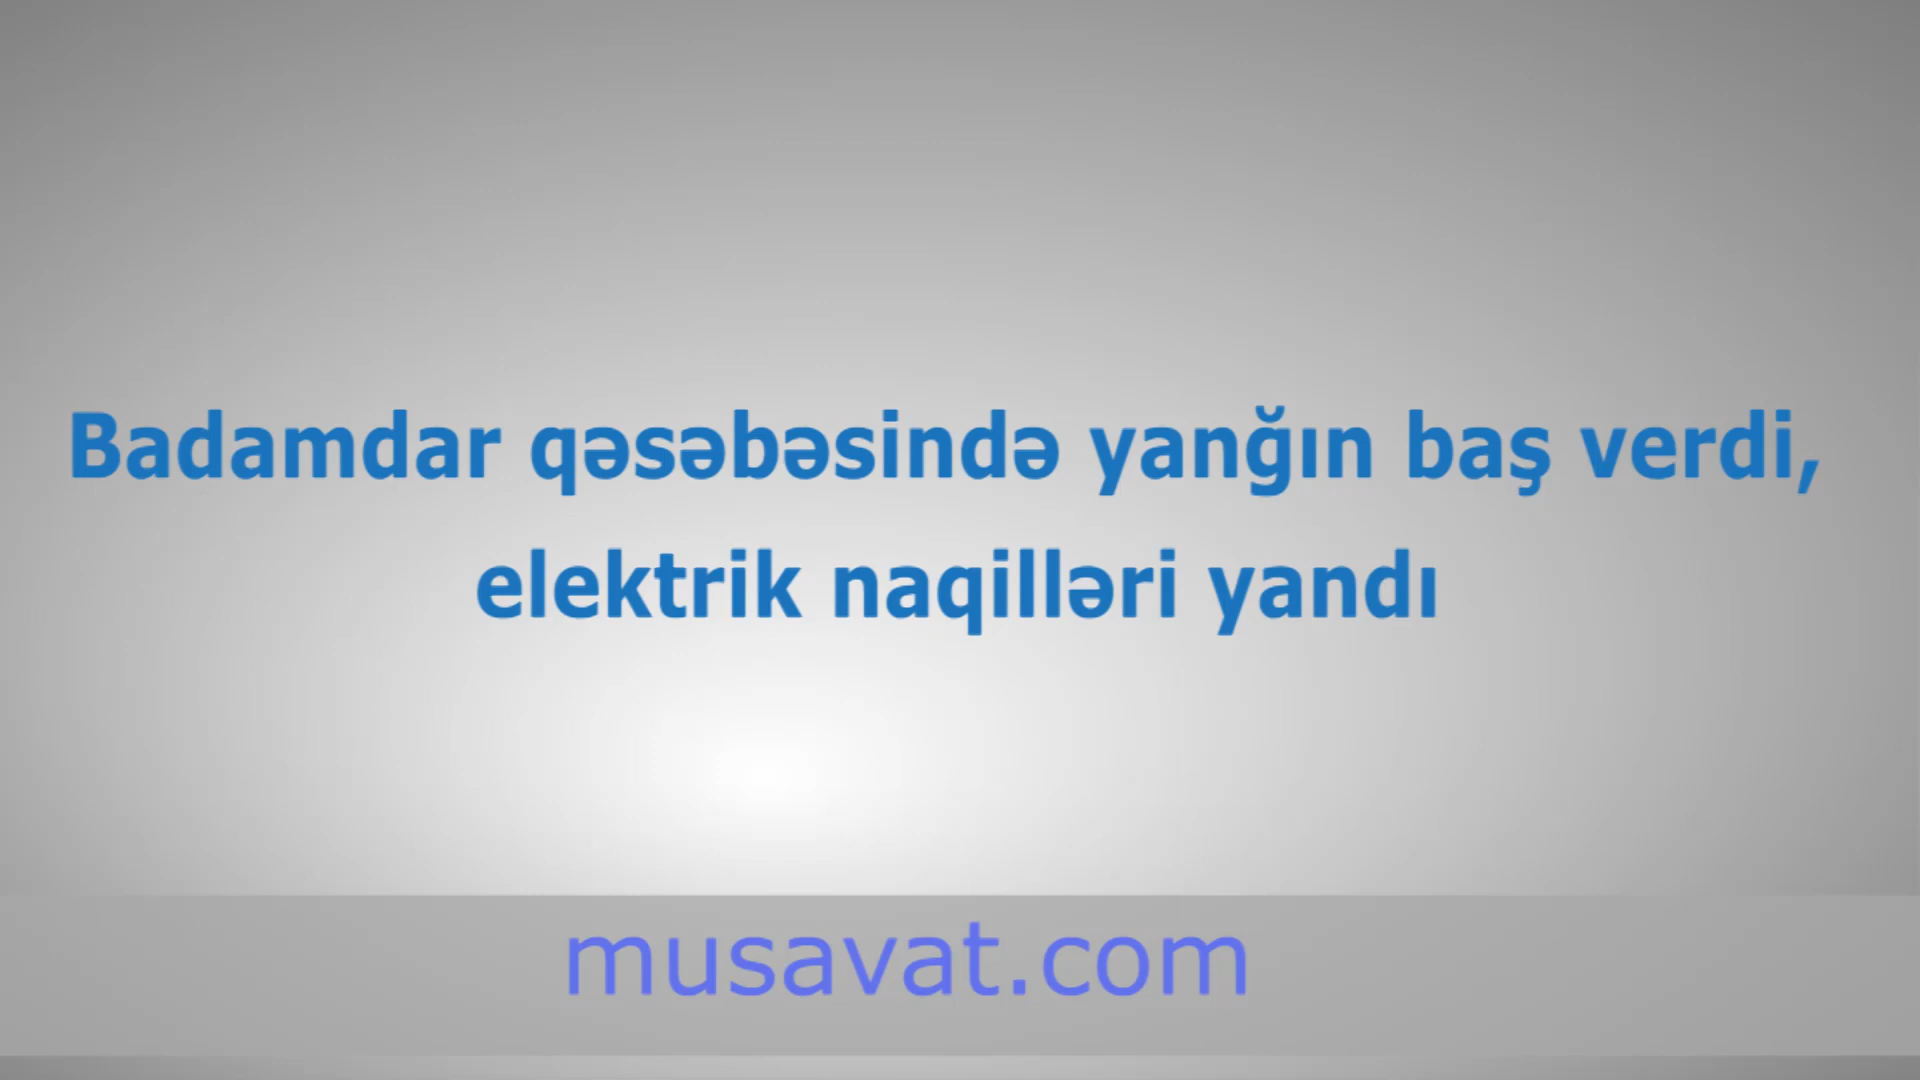 Badamdar qəsəbəsində yanğın baş verdi,
elektrik naqilləri yandı
musavat.com